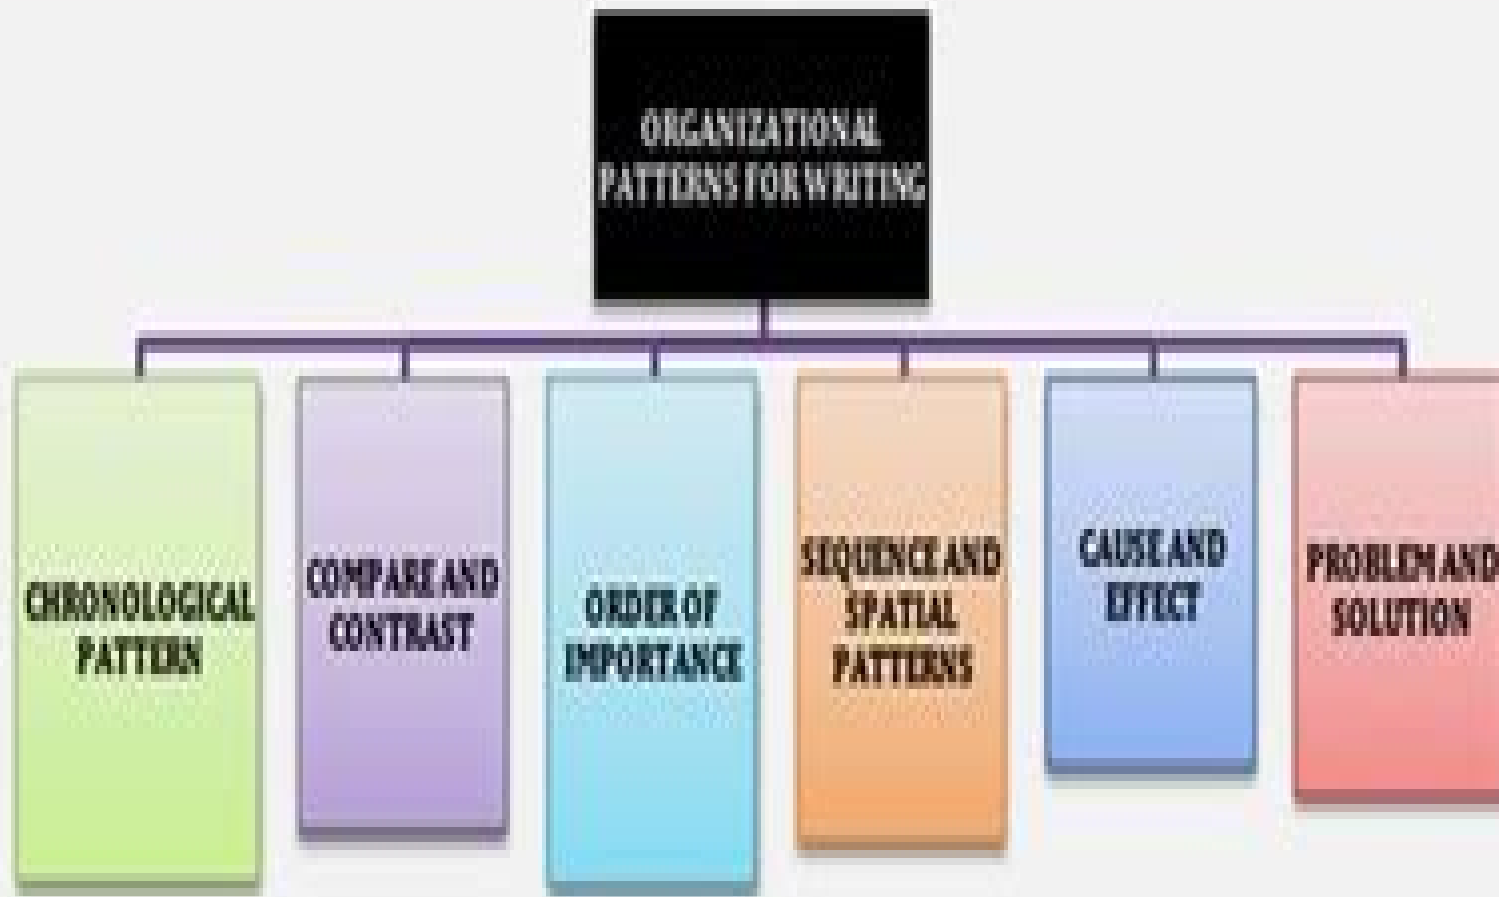 ORGANIZATIONAL
PATTERNS FOR WRITING
CHRONOLOGICAL
PATTERN
COMPARE AND
CONTRAST
ORDER OF
IMPORTANCE
SEQUENCE AND
SPATIAL
PATTERNS
CAUSE AND
EFFECT
PROBLEM AND
SOLUTION